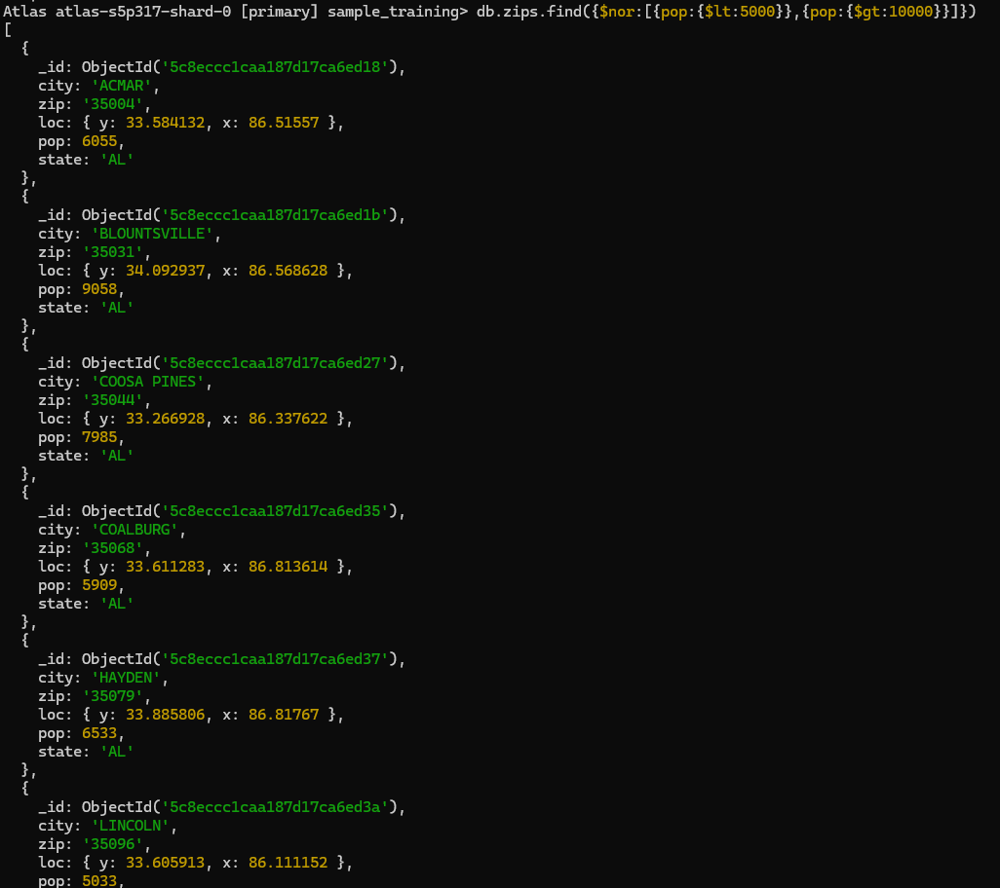 Atlas atlas-s5p317-shard-0 [primary] sample_training> db.zips.find({$nor:[{pop:{$lt:5000}},{pop:{$gt:10000}}]})
[
  {
    _id: ObjectId('5c8eccc1caa187d17ca6ed18'),
    city: 'ACMAR',
    zip: '35004',
    loc: { y: 33.584132, x: 86.51557 },
    pop: 6055,
    state: 'AL'
  },
  {
    _id: ObjectId('5c8eccc1caa187d17ca6ed1b'),
    city: 'BLOUNTSVILLE',
    zip: '35031',
    loc: { y: 34.092937, x: 86.568628 },
    pop: 9058,
    state: 'AL'
  },
  {
    _id: ObjectId('5c8eccc1caa187d17ca6ed27'),
    city: 'COOSA PINES',
    zip: '35044',
    loc: { y: 33.266928, x: 86.337622 },
    pop: 7985,
    state: 'AL'
  },
  {
    _id: ObjectId('5c8eccc1caa187d17ca6ed35'),
    city: 'COALBURG',
    zip: '35068',
    loc: { y: 33.611283, x: 86.813614 },
    pop: 5909,
    state: 'AL'
  },
  {
    _id: ObjectId('5c8eccc1caa187d17ca6ed37'),
    city: 'HAYDEN',
    zip: '35079',
    loc: { y: 33.885806, x: 86.81767 },
    pop: 6533,
    state: 'AL'
  },
  {
    _id: ObjectId('5c8eccc1caa187d17ca6ed3a'),
    city: 'LINCOLN',
    zip: '35096',
    loc: { y: 33.605913, x: 86.111152 },
    pop: 5033,